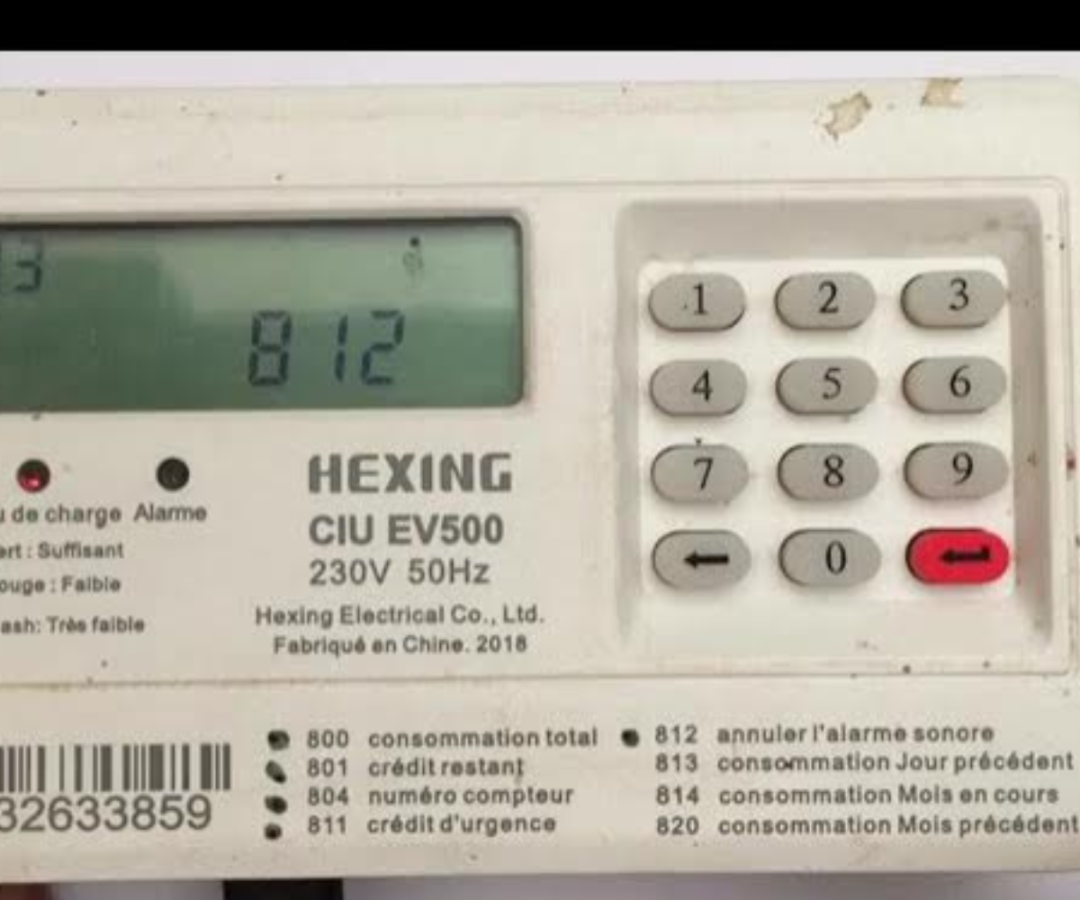 3
812
HEXING
CIU EV500
230V 50Hz
Hexing Electrical Co., Ltd.
Fabriqué en Chine. 2018
de charge Alarme
: Suffisant
: Faible
: Très faible
1 2 3
4 5 6
7 8 9
← 0 ↵
32633859
800 consommation total
801 crédit restant
804 numéro compteur
811 crédit d'urgence
812 annuler l'alarme sonore
813 consommation Jour précédent
814 consommation Mois en cours
820 consommation Mois précédent